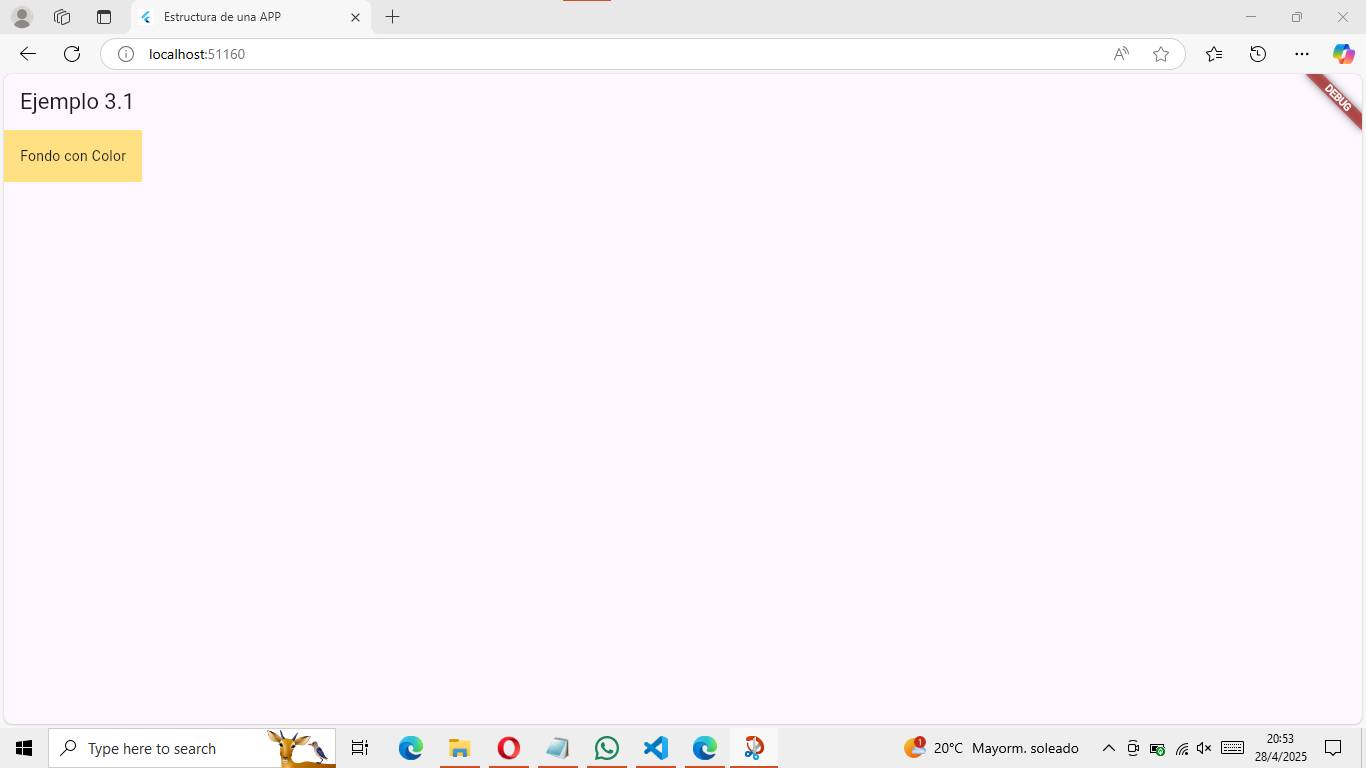 Estructura de una APP
localhost:51160
Ejemplo 3.1
DEBUG
Fondo con Color
Type here to search
1
20°C Mayorm. soleado
20:53
28/4/2025